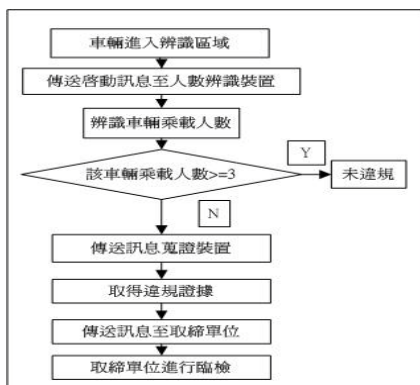 車輛進入辨識區域
傳送啓動訊息至人數辨識裝置
辨識車輛乘載人數
該車輛乘載人數>=3
Y
未違規
N
傳送訊息蒐證裝置
取得違規證據
傳送訊息至取締單位
取締單位進行臨檢